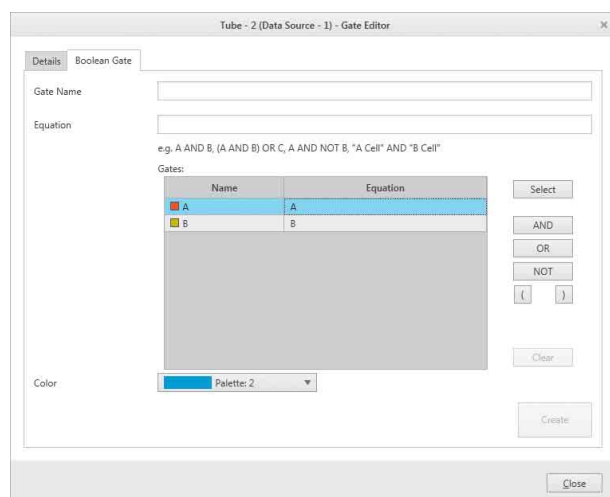 Tube - 2 (Data Source - 1) - Gate Editor
Details Boolean Gate
Gate Name
Equation
e.g. A AND B, (A AND B) OR C, A AND NOT B, "A Cell" AND "B Cell"
Gates:
Name Equation Select
A A
B B AND
OR
NOT
( )
Clear
Color Palette: 2
Create
Close